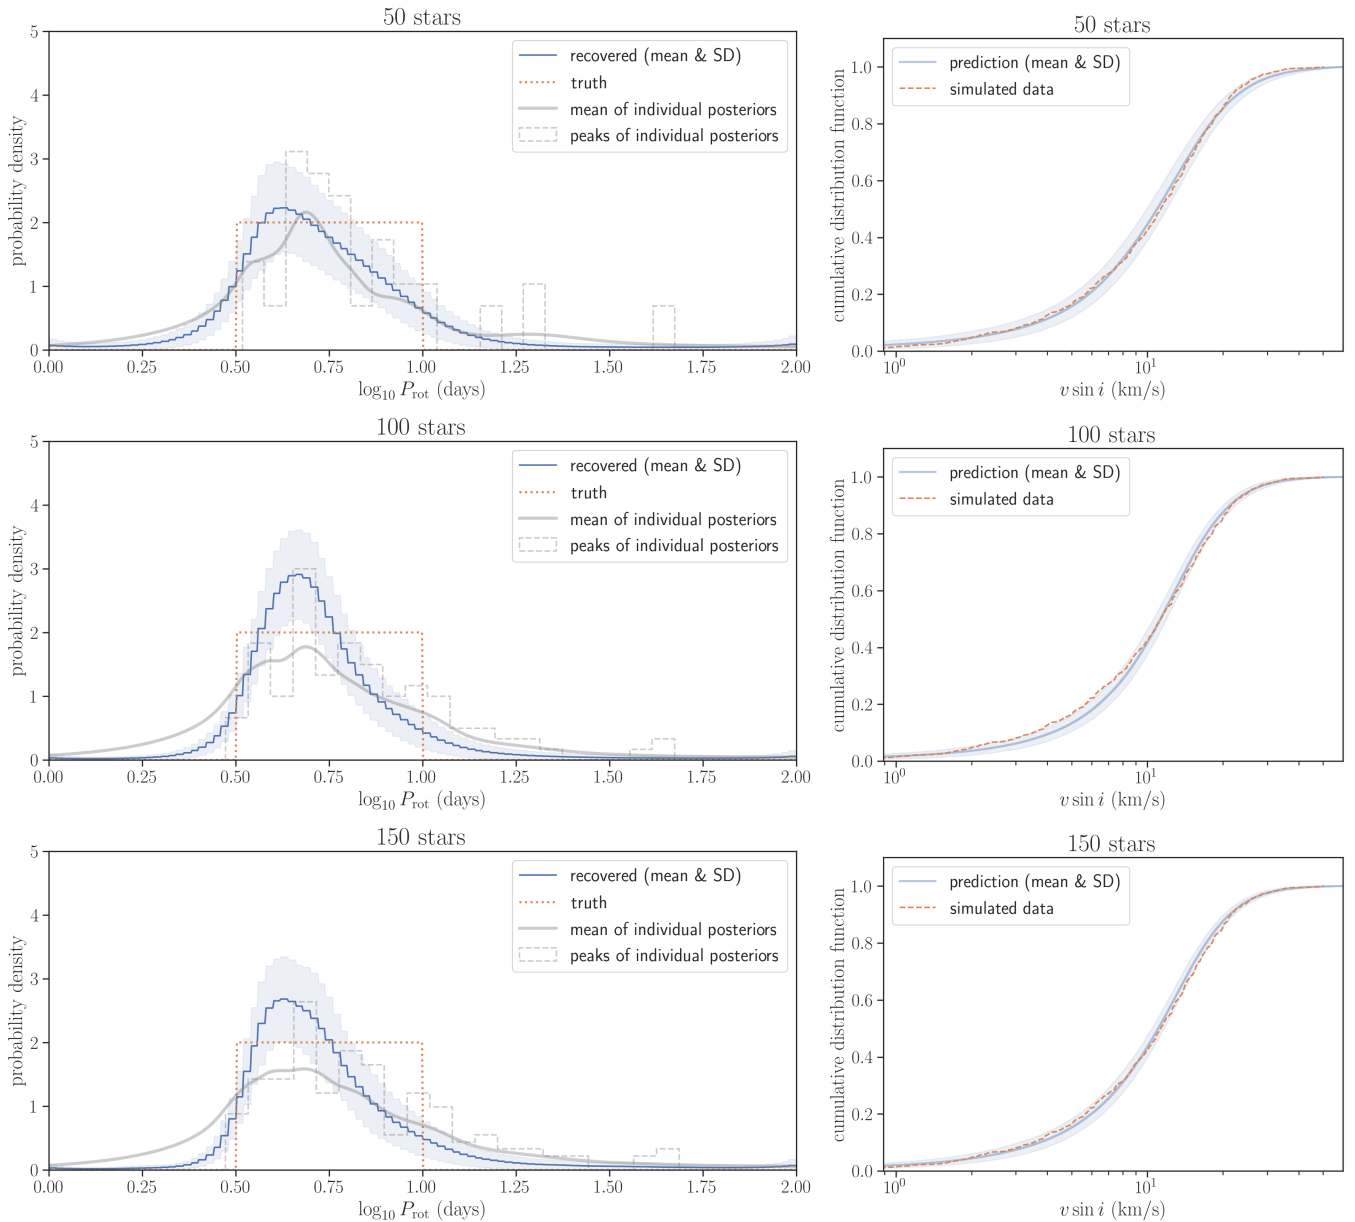 50 stars
probability density
5
4
3
2
1
0
recovered (mean & SD)
truth
mean of individual posteriors
peaks of individual posteriors
0.00 0.25 0.50 0.75 1.00 1.25 1.50 1.75 2.00
log₁₀ P_rot (days)
50 stars
cumulative distribution function
1.0
0.8
0.6
0.4
0.2
0.0
prediction (mean & SD)
simulated data
10⁰ 10¹
v sin i (km/s)
100 stars
probability density
5
4
3
2
1
0
recovered (mean & SD)
truth
mean of individual posteriors
peaks of individual posteriors
0.00 0.25 0.50 0.75 1.00 1.25 1.50 1.75 2.00
log₁₀ P_rot (days)
100 stars
cumulative distribution function
1.0
0.8
0.6
0.4
0.2
0.0
prediction (mean & SD)
simulated data
10⁰ 10¹
v sin i (km/s)
150 stars
probability density
5
4
3
2
1
0
recovered (mean & SD)
truth
mean of individual posteriors
peaks of individual posteriors
0.00 0.25 0.50 0.75 1.00 1.25 1.50 1.75 2.00
log₁₀ P_rot (days)
150 stars
cumulative distribution function
1.0
0.8
0.6
0.4
0.2
0.0
prediction (mean & SD)
simulated data
10⁰ 10¹
v sin i (km/s)